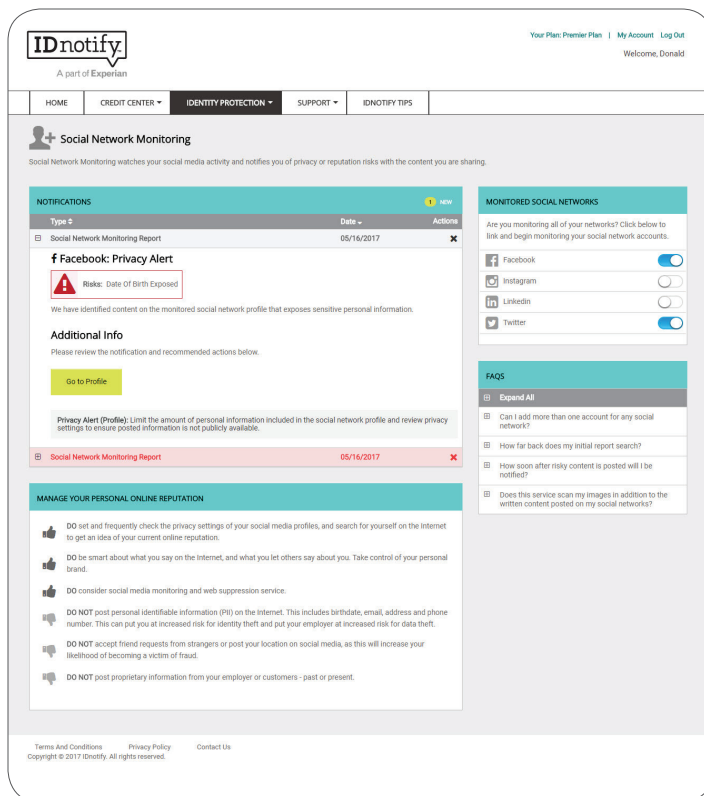 IDnotify.
A part of Experian
Your Plan: Premier Plan | My Account Log Out
Welcome, Donald
HOME CREDIT CENTER IDENTITY PROTECTION SUPPORT IDNOTIFY TIPS
Social Network Monitoring
Social Network Monitoring watches your social media activity and notifies you of privacy or reputation risks with the content you are sharing.
NOTIFICATIONS 1 NEW
Type Date Actions
Social Network Monitoring Report 05/16/2017
Facebook: Privacy Alert
Risks: Date Of Birth Exposed
We have identified content on the monitored social network profile that exposes sensitive personal information.
Additional Info
Please review the notification and recommended actions below.
Go to Profile
Privacy Alert (Profile): Limit the amount of personal information included in the social network profile and review privacy
settings to ensure posted information is not publicly available.
Social Network Monitoring Report 05/16/2017
MANAGE YOUR PERSONAL ONLINE REPUTATION
DO set and frequently check the privacy settings of your social media profiles, and search for yourself on the Internet
to get an idea of your current online reputation.
DO be smart about what you say on the Internet, and what you let others say about you. Take control of your personal
brand.
DO consider social media monitoring and web suppression service.
DO NOT post personal identifiable information (PII) on the Internet. This includes birthdate, email, address and phone
number. This can put you at increased risk for identity theft and put your employer at increased risk for data theft.
DO NOT accept friend requests from strangers or post your location on social media, as this will increase your
likelihood of becoming a victim of fraud.
DO NOT post proprietary information from your employer or customers - past or present.
MONITORED SOCIAL NETWORKS
Are you monitoring all of your networks? Click below to
link and begin monitoring your social network accounts.
Facebook
Instagram
Linkedin
Twitter
FAQS
Expand All
Can I add more than one account for any social
network?
How far back does my initial report search?
How soon after risky content is posted will I be
notified?
Does this service scan my images in addition to the
written content posted on my social networks?
Terms And Conditions Privacy Policy Contact Us
Copyright © 2017 IDnotify. All rights reserved.